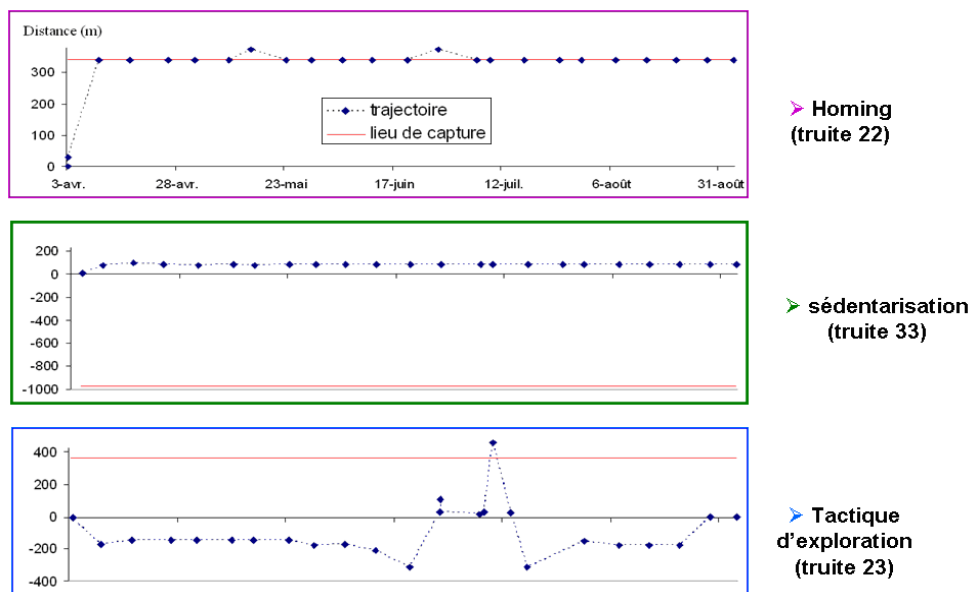 Distance (m)
300
200
100
0
trajectoire
lieu de capture
3-avr.
28-avr.
23-mai
17-juin
12-juil.
6-août
31-août
➢ Homing
(truite 22)
200
0
-200
-400
-600
-800
-1000
➢ sédentarisation
(truite 33)
400
200
0
-200
-400
➢ Tactique
d'exploration
(truite 23)